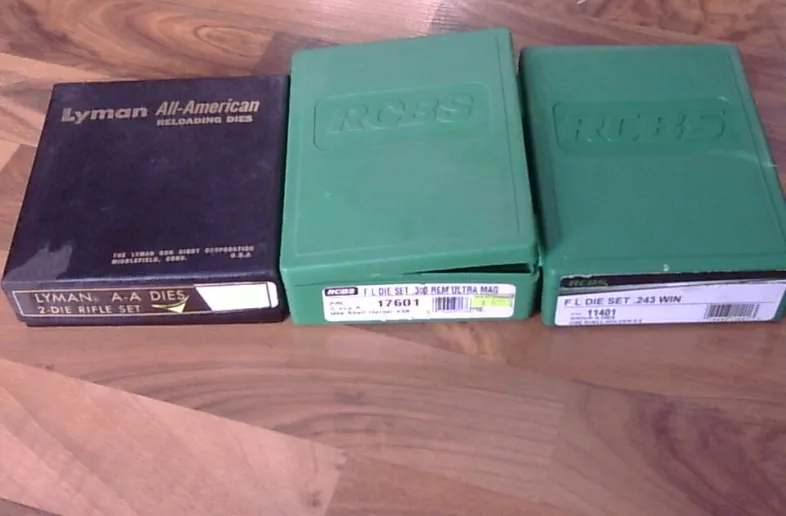 Lyman All-American
RELOADING DIES
THE LYMAN GUN SIGHT CORPORATION
MIDDLEFIELD, CONN. U.S.A
LYMAN A-A DIES
2-DIE RIFLE SET
RCBS
RCBS F L DIE SET .300 REM ULTRA MAG
P/N 17601
RCBS
RCBS
F L DIE SET .243 WIN
11401